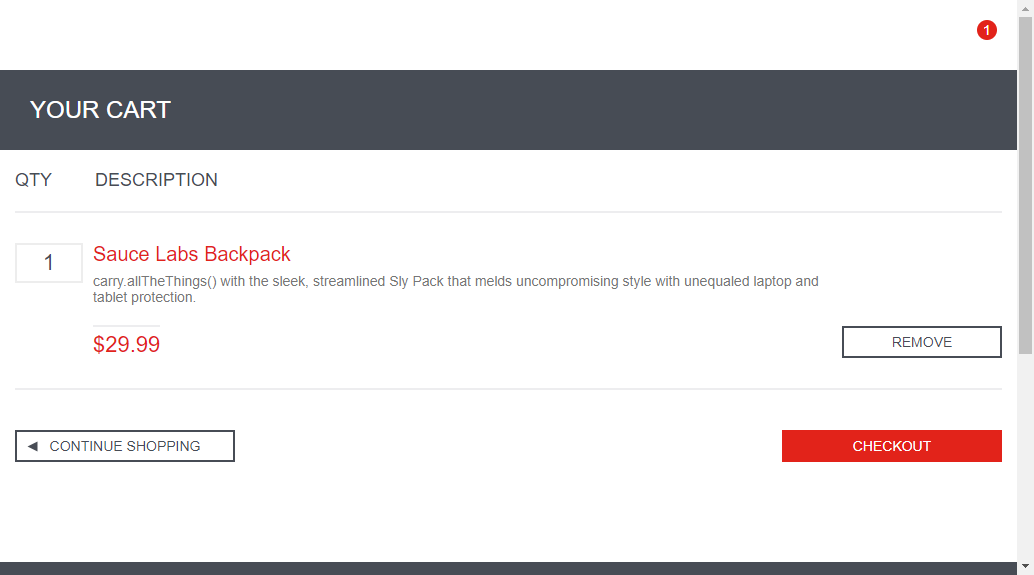 1
YOUR CART
QTY DESCRIPTION
1
Sauce Labs Backpack
carry.allTheThings() with the sleek, streamlined Sly Pack that melds uncompromising style with unequaled laptop and
tablet protection.
$29.99
REMOVE
CONTINUE SHOPPING
CHECKOUT